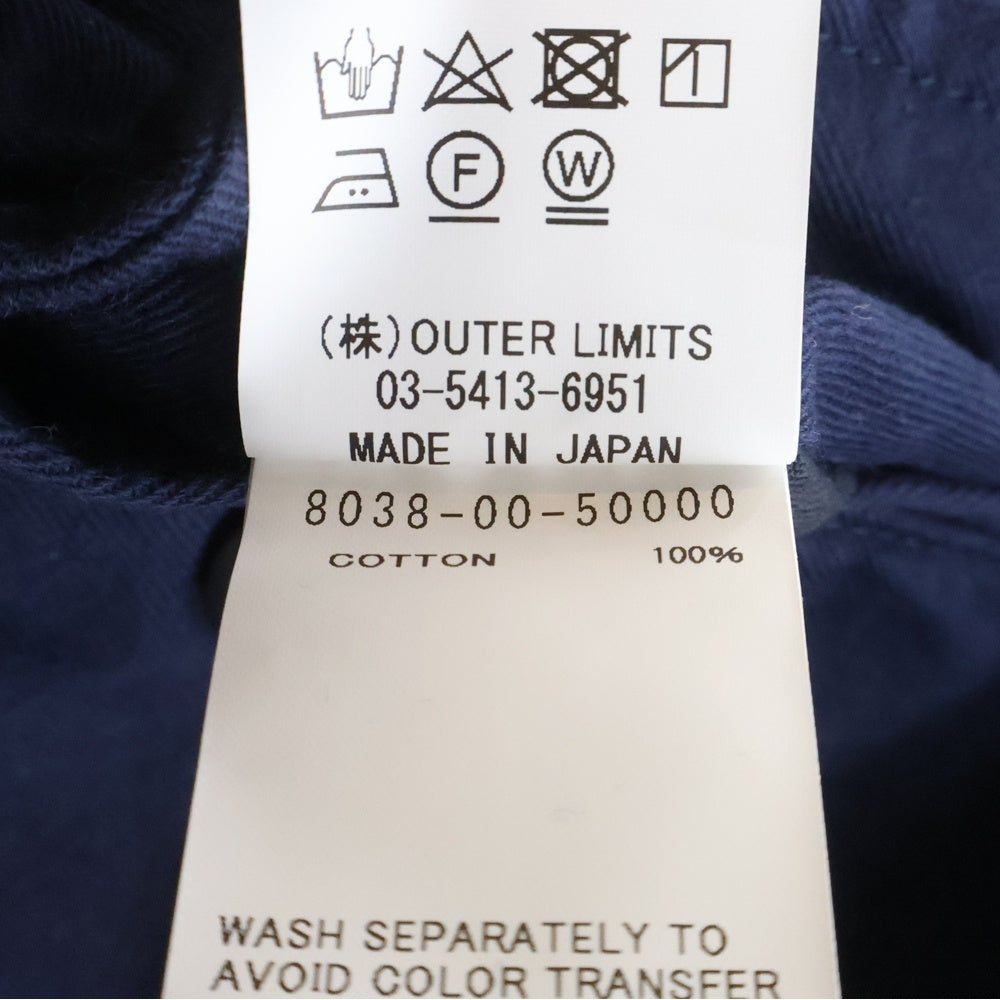 F W
(株)OUTER LIMITS
03-5413-6951
MADE IN JAPAN
8038-00-50000
COTTON 100%
WASH SEPARATELY TO
AVOID COLOR TRANSFER